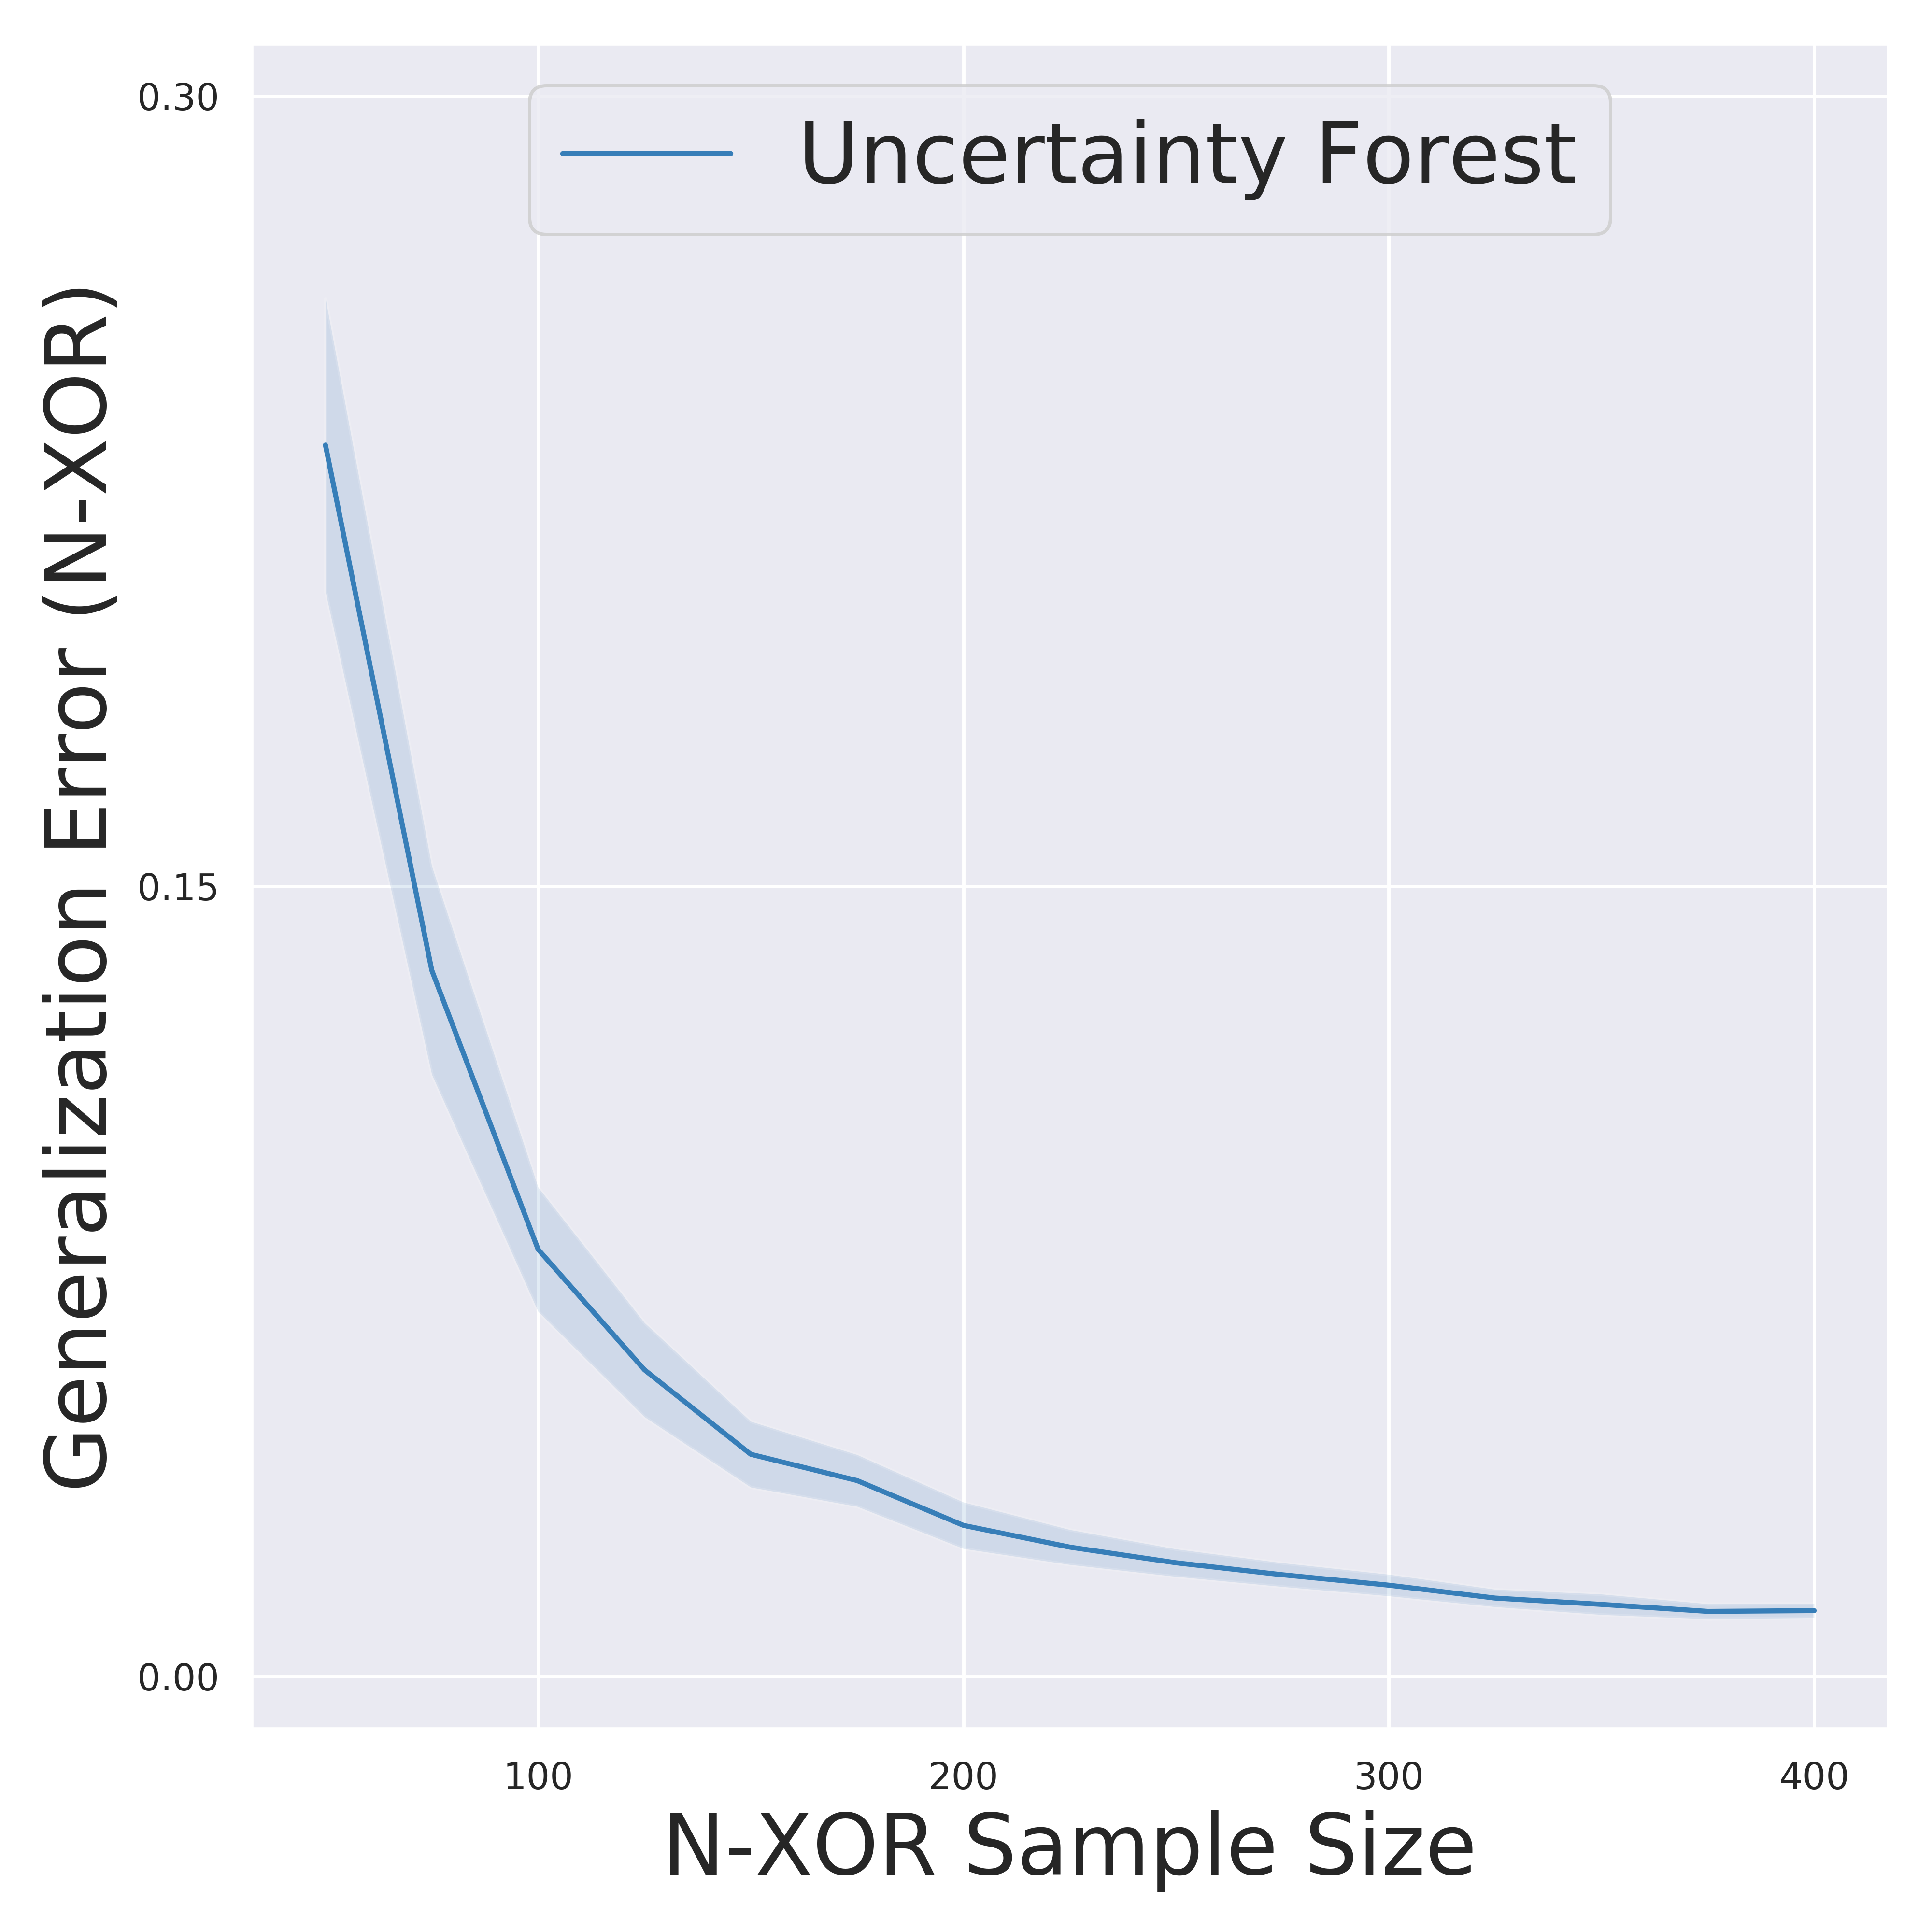 Uncertainty Forest
Generalization Error (N-XOR)
0.30
0.15
0.00
100
200
300
400
N-XOR Sample Size